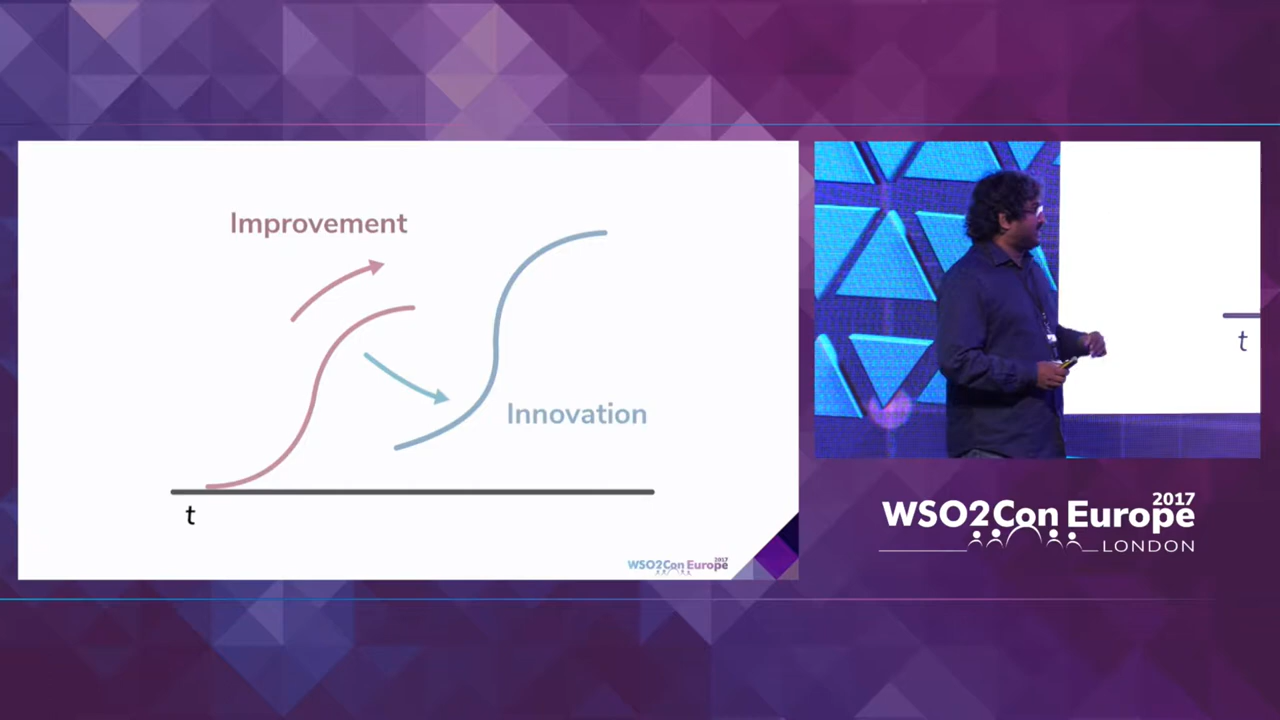 Improvement
Innovation
t
WSO2Con Europe 2017
t
WSO2Con Europe 2017
LONDON